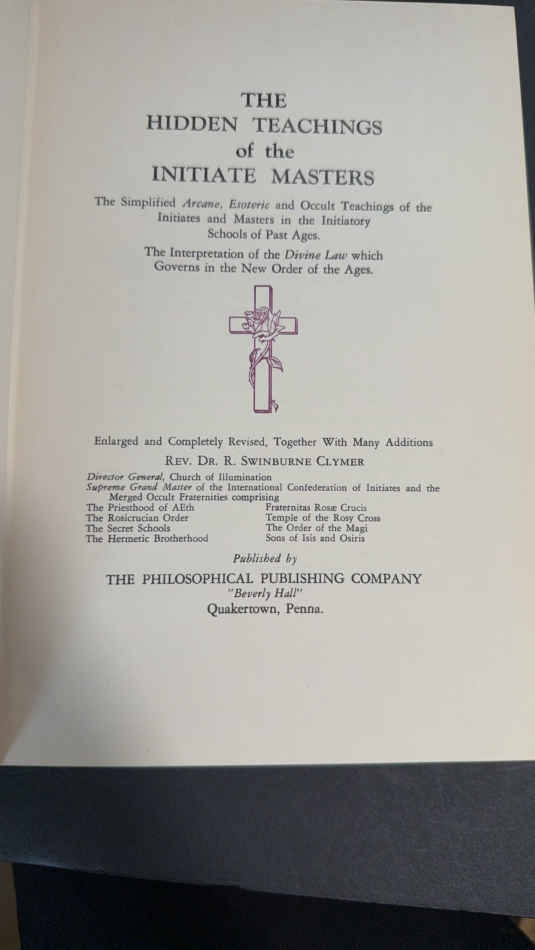 THE
HIDDEN TEACHINGS
of the
INITIATE MASTERS
The Simplified Arcane, Esoteric and Occult Teachings of the
Initiates and Masters in the Initiatory
Schools of Past Ages.
The Interpretation of the Divine Law which
Governs in the New Order of the Ages.
Enlarged and Completely Revised, Together With Many Additions
REV. DR. R. SWINBURNE CLYMER
Director General, Church of Illumination
Supreme Grand Master of the International Confederation of Initiates and the
Merged Occult Fraternities comprising
The Priesthood of AEth
The Rosicrucian Order
The Secret Schools
The Hermetic Brotherhood
Fraternitas Rosæ Crucis
Temple of the Rosy Cross
The Order of the Magi
Sons of Isis and Osiris
Published by
THE PHILOSOPHICAL PUBLISHING COMPANY
"Beverly Hall"
Quakertown, Penna.